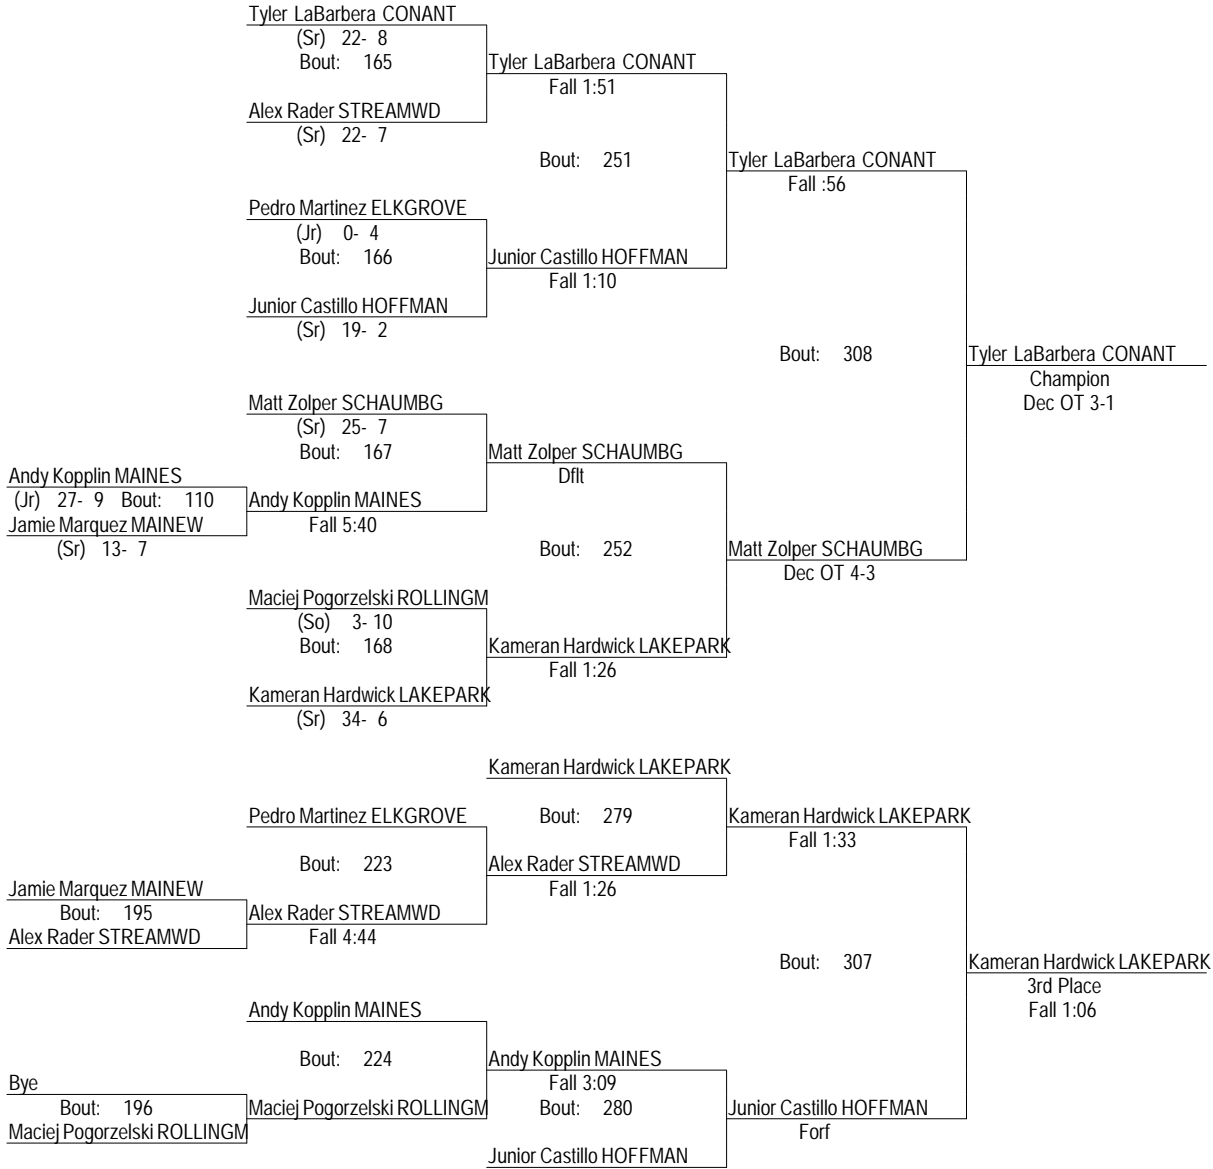 Tyler LaBarbera CONANT
(Sr) 22- 8
Bout: 165
Tyler LaBarbera CONANT
Fall 1:51
Alex Rader STREAMWD
(Sr) 22- 7
Bout: 251
Tyler LaBarbera CONANT
Fall :56
Pedro Martinez ELKGROVE
(Jr) 0- 4
Bout: 166
Junior Castillo HOFFMAN
Fall 1:10
Junior Castillo HOFFMAN
(Sr) 19- 2
Bout: 308
Tyler LaBarbera CONANT
Champion
Dec OT 3-1
Matt Zolper SCHAUMBG
(Sr) 25- 7
Bout: 167
Matt Zolper SCHAUMBG
Dflt
Andy Kopplin MAINES
(Jr) 27- 9 Bout: 110
Andy Kopplin MAINES
Jamie Marquez MAINEW
Fall 5:40
(Sr) 13- 7
Bout: 252
Matt Zolper SCHAUMBG
Dec OT 4-3
Maciej Pogorzelski ROLLINGM
(So) 3- 10
Bout: 168
Kameran Hardwick LAKEPARK
Fall 1:26
Kameran Hardwick LAKEPARK
(Sr) 34- 6
Kameran Hardwick LAKEPARK
Pedro Martinez ELKGROVE
Bout: 279
Kameran Hardwick LAKEPARK
Fall 1:33
Bout: 223
Alex Rader STREAMWD
Fall 1:26
Jamie Marquez MAINEW
Bout: 195
Alex Rader STREAMWD
Alex Rader STREAMWD
Fall 4:44
Bout: 307
Kameran Hardwick LAKEPARK
3rd Place
Fall 1:06
Andy Kopplin MAINES
Bout: 224
Andy Kopplin MAINES
Fall 3:09
Bye
Bout: 196
Maciej Pogorzelski ROLLINGM
Bout: 280
Junior Castillo HOFFMAN
Forf
Maciej Pogorzelski ROLLINGM
Junior Castillo HOFFMAN